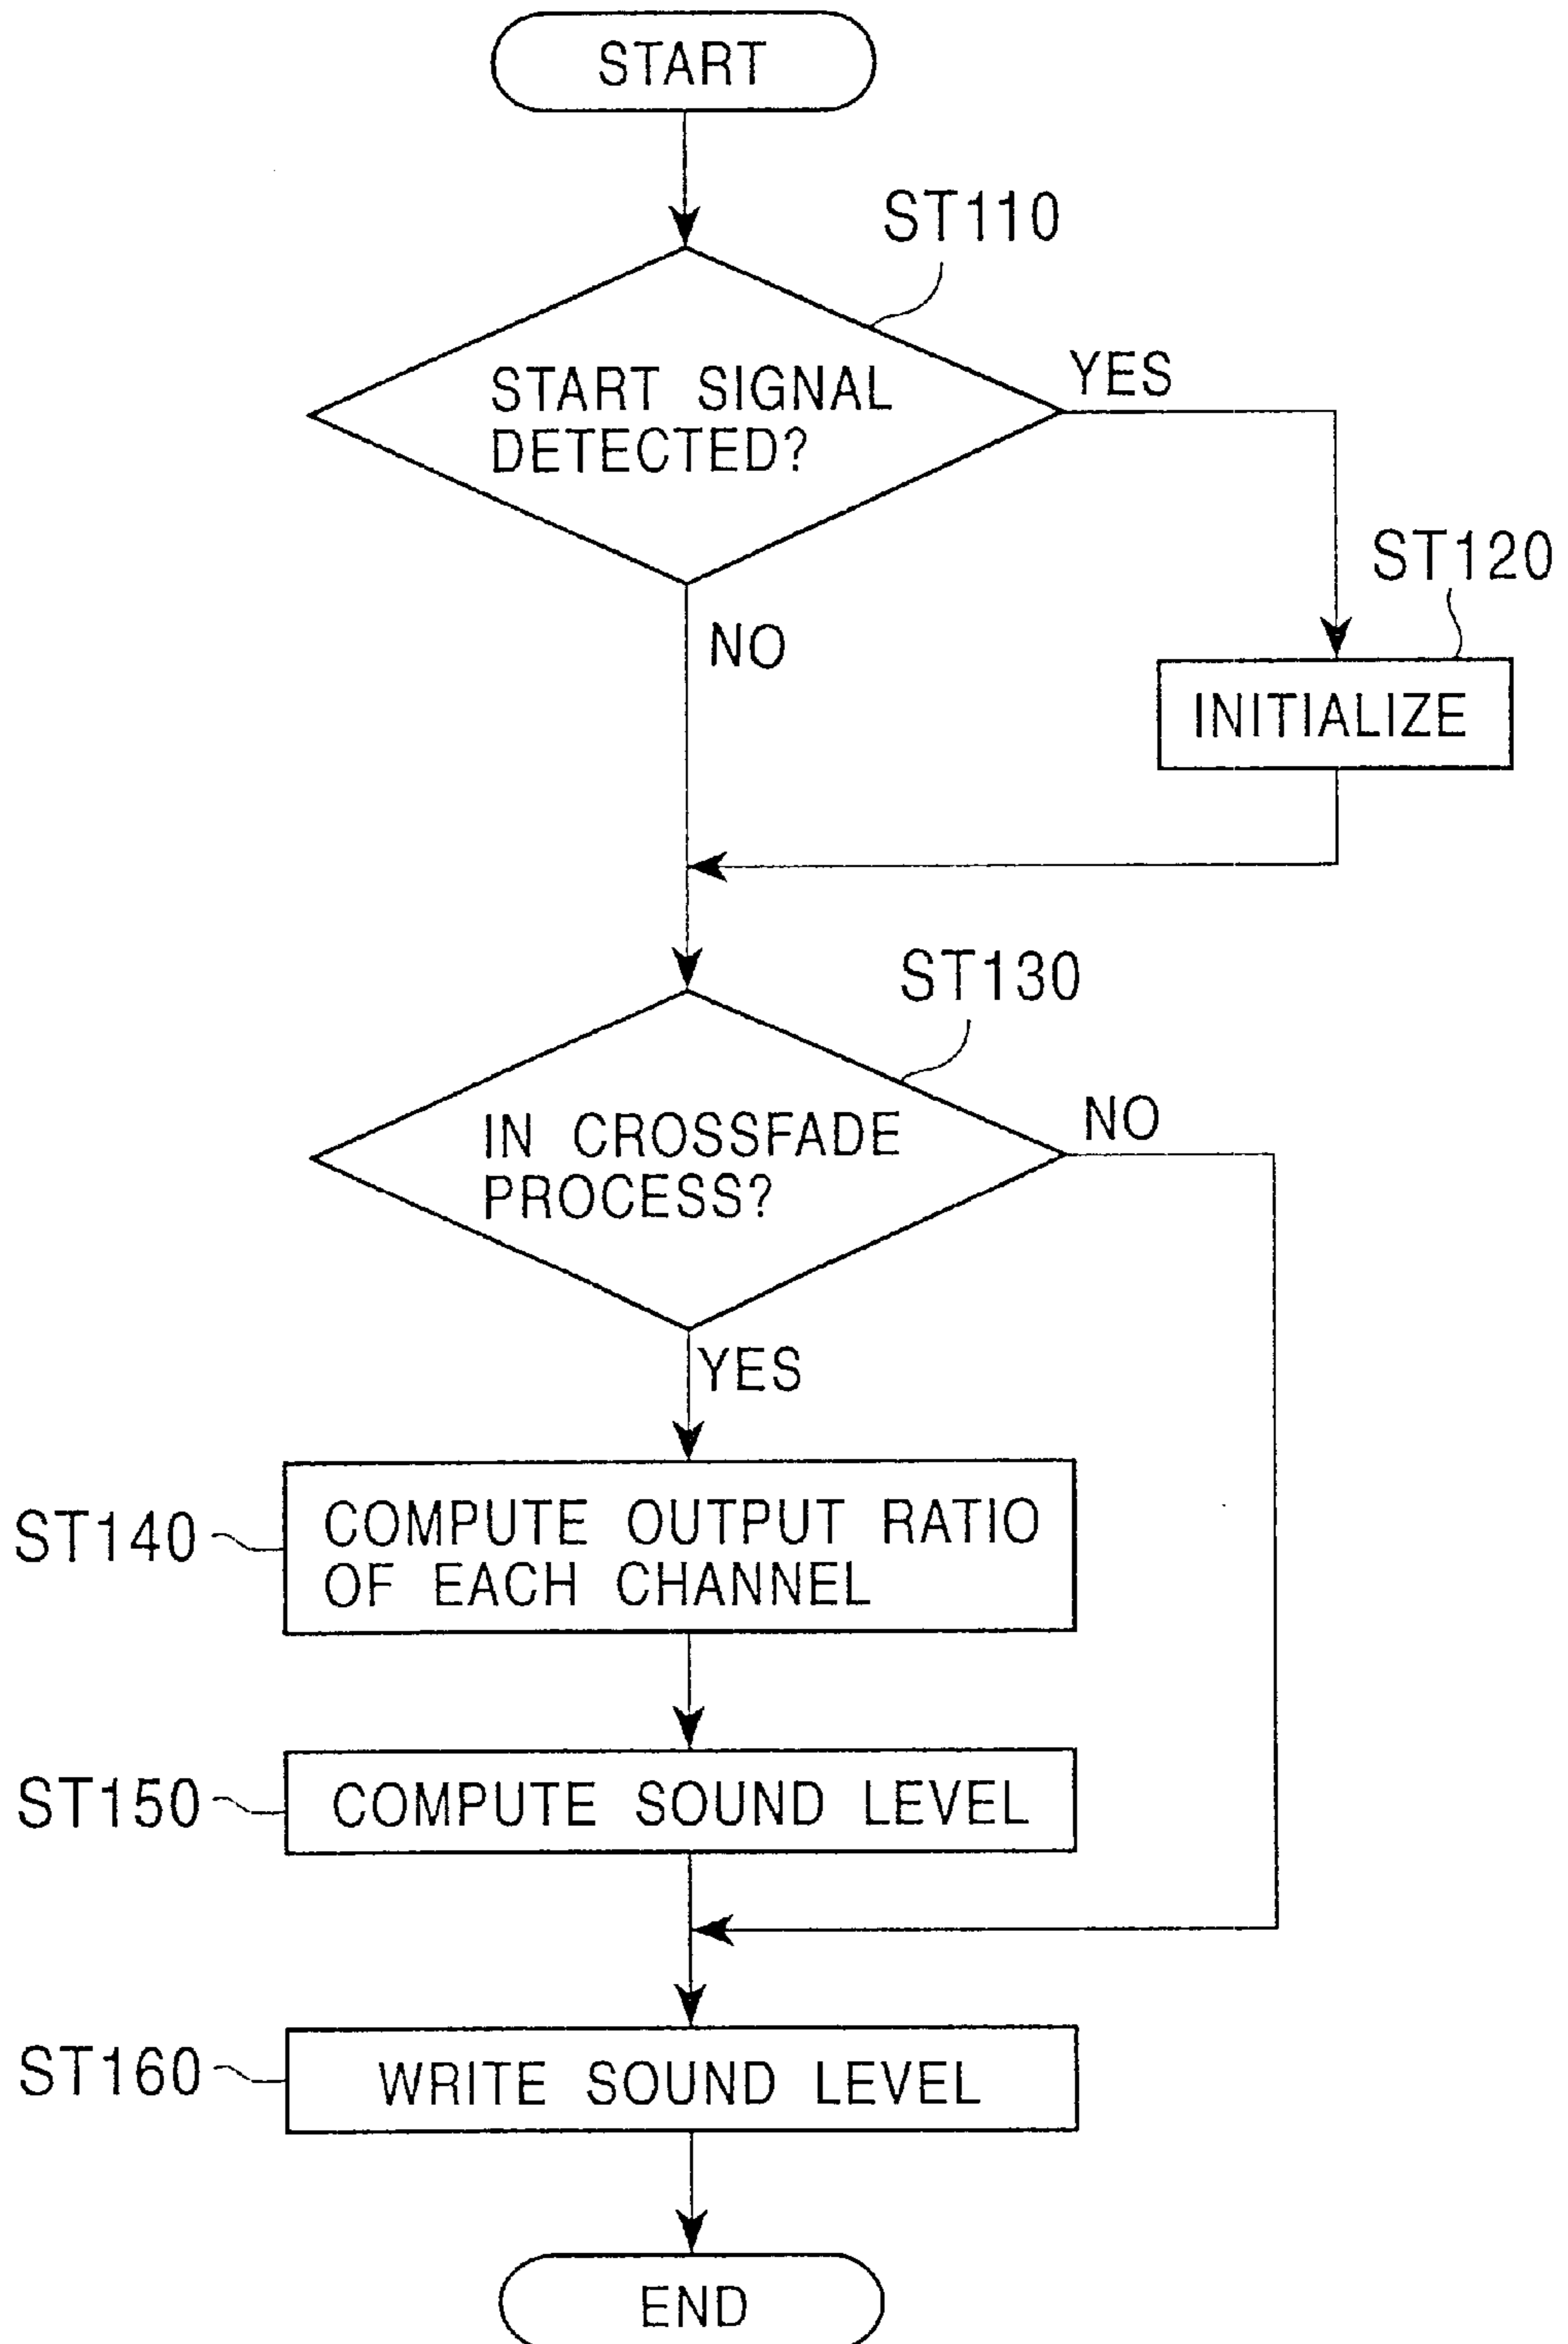 START
ST110
START SIGNAL
DETECTED?
YES
NO
ST120
INITIALIZE
ST130
IN CROSSFADE
PROCESS?
NO
YES
ST140
COMPUTE OUTPUT RATIO
OF EACH CHANNEL
ST150
COMPUTE SOUND LEVEL
ST160
WRITE SOUND LEVEL
END